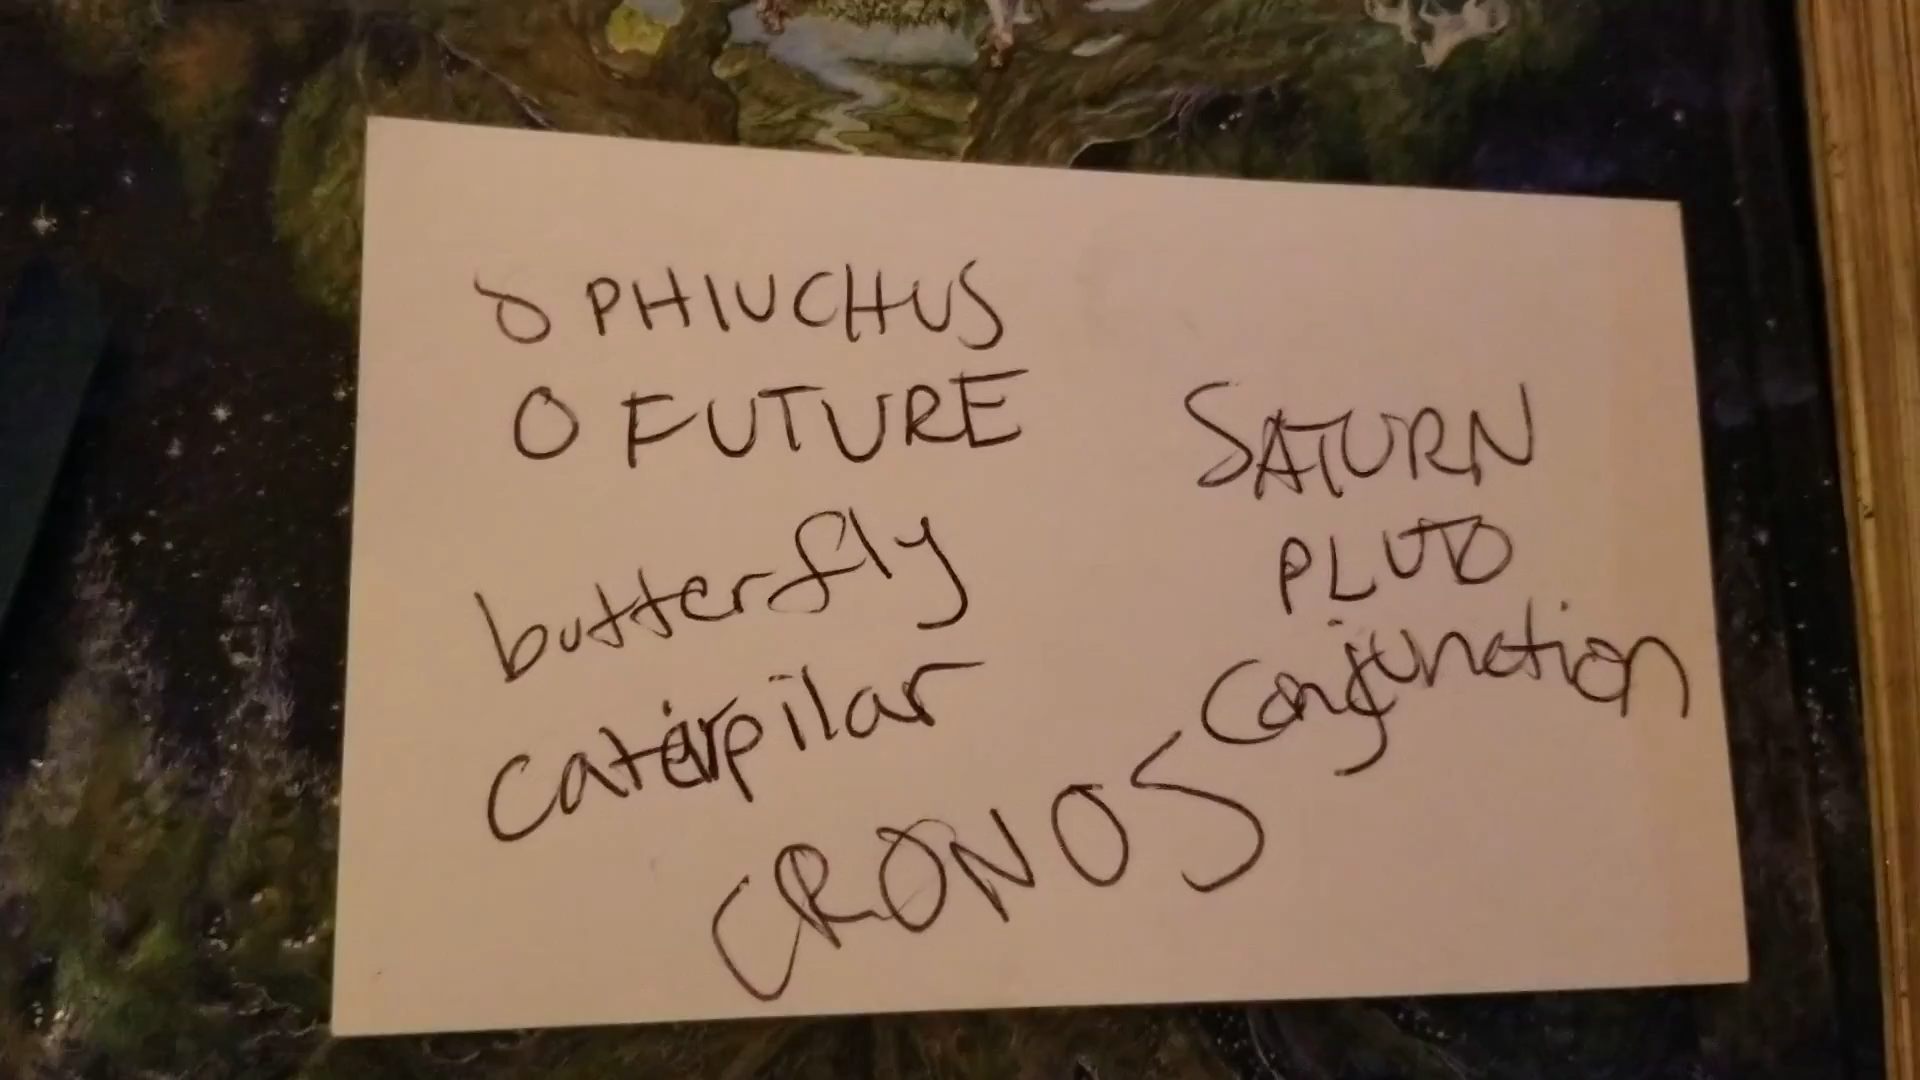 OPHIUCHUS
O FUTURE
butterfly
caterpilar
SATURN
PLUTO
Conjunction
CRONOS